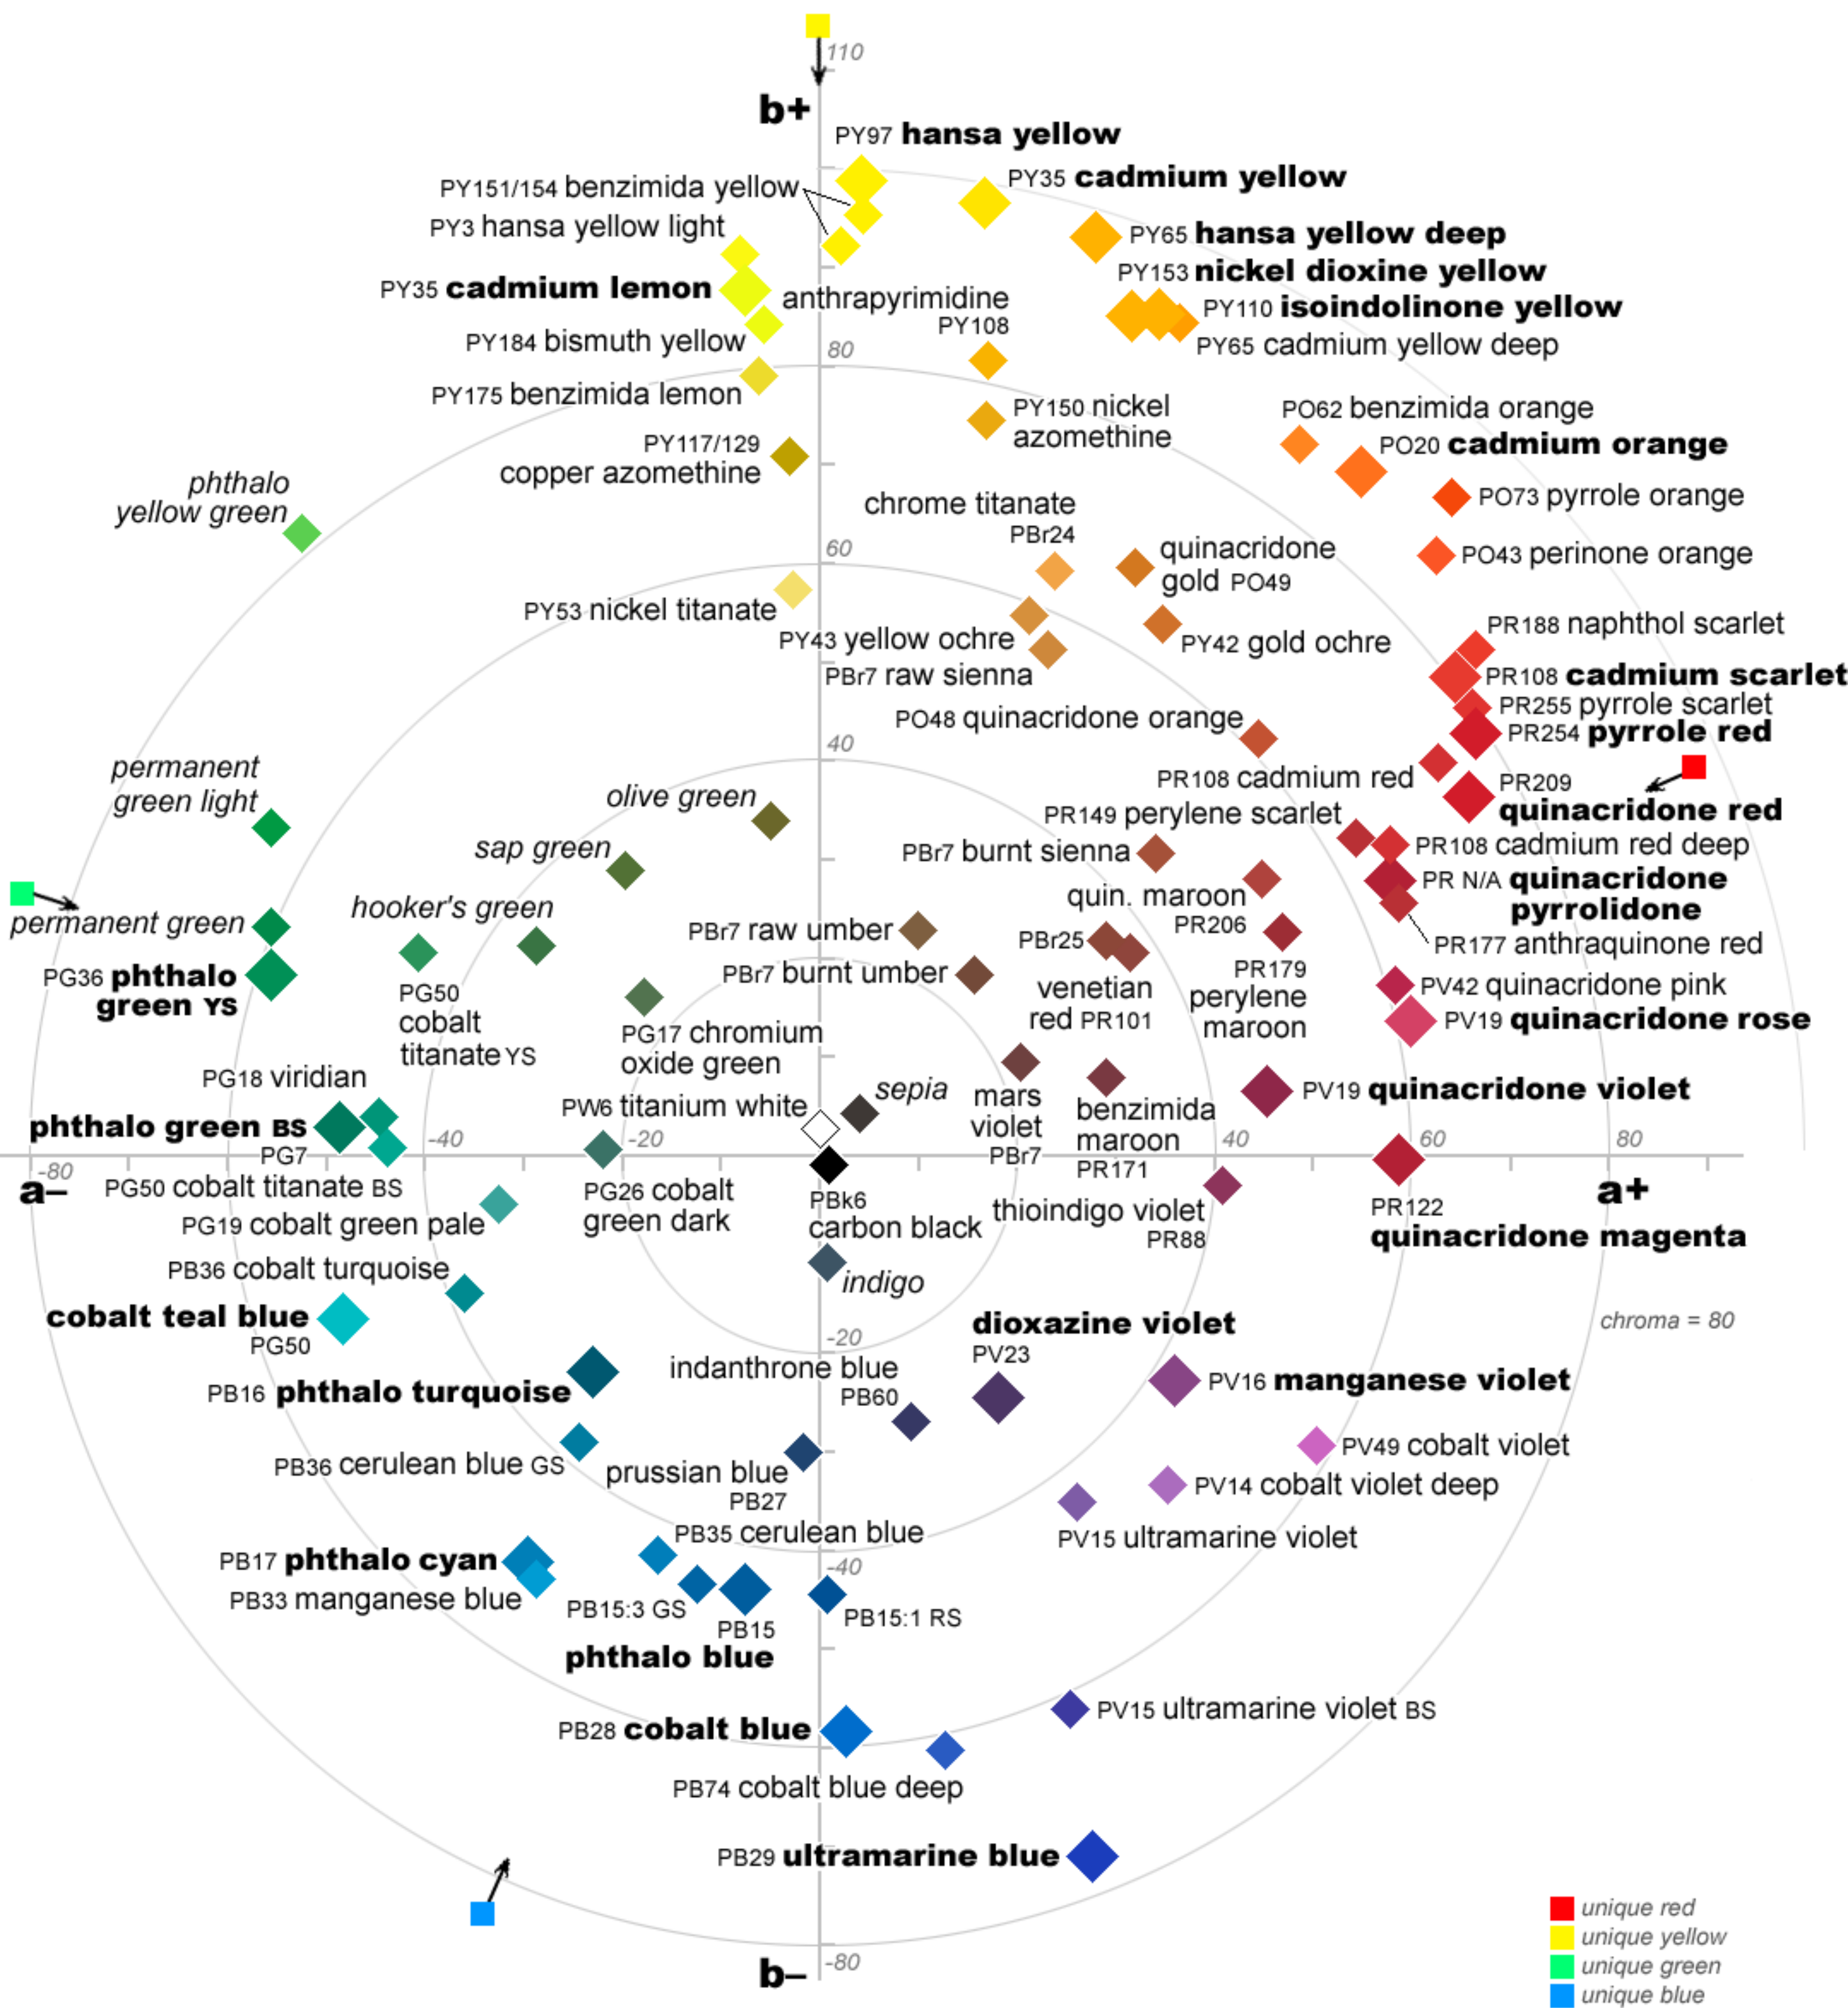 110
b+
PY97 hansa yellow
PY151/154 benzimida yellow
PY35 cadmium yellow
PY3 hansa yellow light
PY65 hansa yellow deep
PY153 nickel dioxine yellow
PY35 cadmium lemon
anthrapyrimidine
PY108
PY110 isoindolinone yellow
PY184 bismuth yellow
80
PY65 cadmium yellow deep
PY175 benzimida lemon
PY150 nickel
azomethine
PO62 benzimida orange
PO20 cadmium orange
PY117/129
copper azomethine
phthalo
yellow green
chrome titanate
PBr24
PO73 pyrrole orange
60
quinacridone
gold PO49
PO43 perinone orange
PY53 nickel titanate
PY43 yellow ochre
PY42 gold ochre
PR188 naphthol scarlet
PBr7 raw sienna
PR108 cadmium scarlet
PR255 pyrrole scarlet
PO48 quinacridone orange
PR254 pyrrole red
40
permanent
green light
PR108 cadmium red
PR209
quinacridone red
olive green
PR149 perylene scarlet
sap green
PBr7 burnt sienna
PR108 cadmium red deep
quin. maroon
PR206
PR N/A quinacridone
pyrrolidone
hooker's green
permanent green
PBr7 raw umber
PBr25
PR177 anthraquinone red
PG36 phthalo
green YS
PBr7 burnt umber
PR179
perylene
maroon
PG50
cobalt
titanate YS
venetian
red PR101
PV42 quinacridone pink
PV19 quinacridone rose
PG17 chromium
oxide green
PG18 viridian
sepia
mars
violet
PBr7
benzimida
maroon
PR171
PV19 quinacridone violet
PW6 titanium white
phthalo green BS
PG7
-40
-20
40
60
80
-80
a–
a+
PG50 cobalt titanate BS
PG26 cobalt
green dark
PBk6
carbon black
thioindigo violet
PR88
PR122
quinacridone magenta
PG19 cobalt green pale
PB36 cobalt turquoise
indigo
cobalt teal blue
PG50
dioxazine violet
PV23
chroma = 80
-20
indanthrone blue
PB60
PB16 phthalo turquoise
PV16 manganese violet
PV49 cobalt violet
PB36 cerulean blue GS
prussian blue
PB27
PV14 cobalt violet deep
PB35 cerulean blue
PV15 ultramarine violet
PB17 phthalo cyan
-40
PB33 manganese blue
PB15:3 GS
PB15
phthalo blue
PB15:1 RS
PV15 ultramarine violet BS
PB28 cobalt blue
PB74 cobalt blue deep
PB29 ultramarine blue
b–
-80
unique red
unique yellow
unique green
unique blue